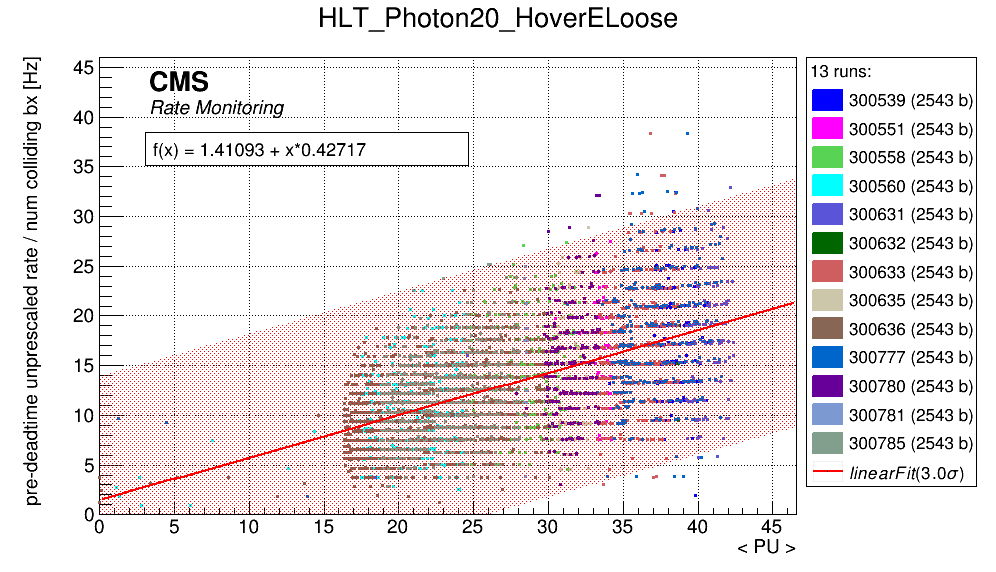 HLT_Photon20_HoverELoose
pre-deadtime unprescaled rate / num colliding bx [Hz]
CMS
Rate Monitoring
f(x) = 1.41093 + x*0.42717
45
40
35
30
25
20
15
10
5
0
0 5 10 15 20 25 30 35 40 45
< PU >
13 runs:
300539 (2543 b)
300551 (2543 b)
300558 (2543 b)
300560 (2543 b)
300631 (2543 b)
300632 (2543 b)
300633 (2543 b)
300635 (2543 b)
300636 (2543 b)
300777 (2543 b)
300780 (2543 b)
300781 (2543 b)
300785 (2543 b)
linearFit(3.0σ)